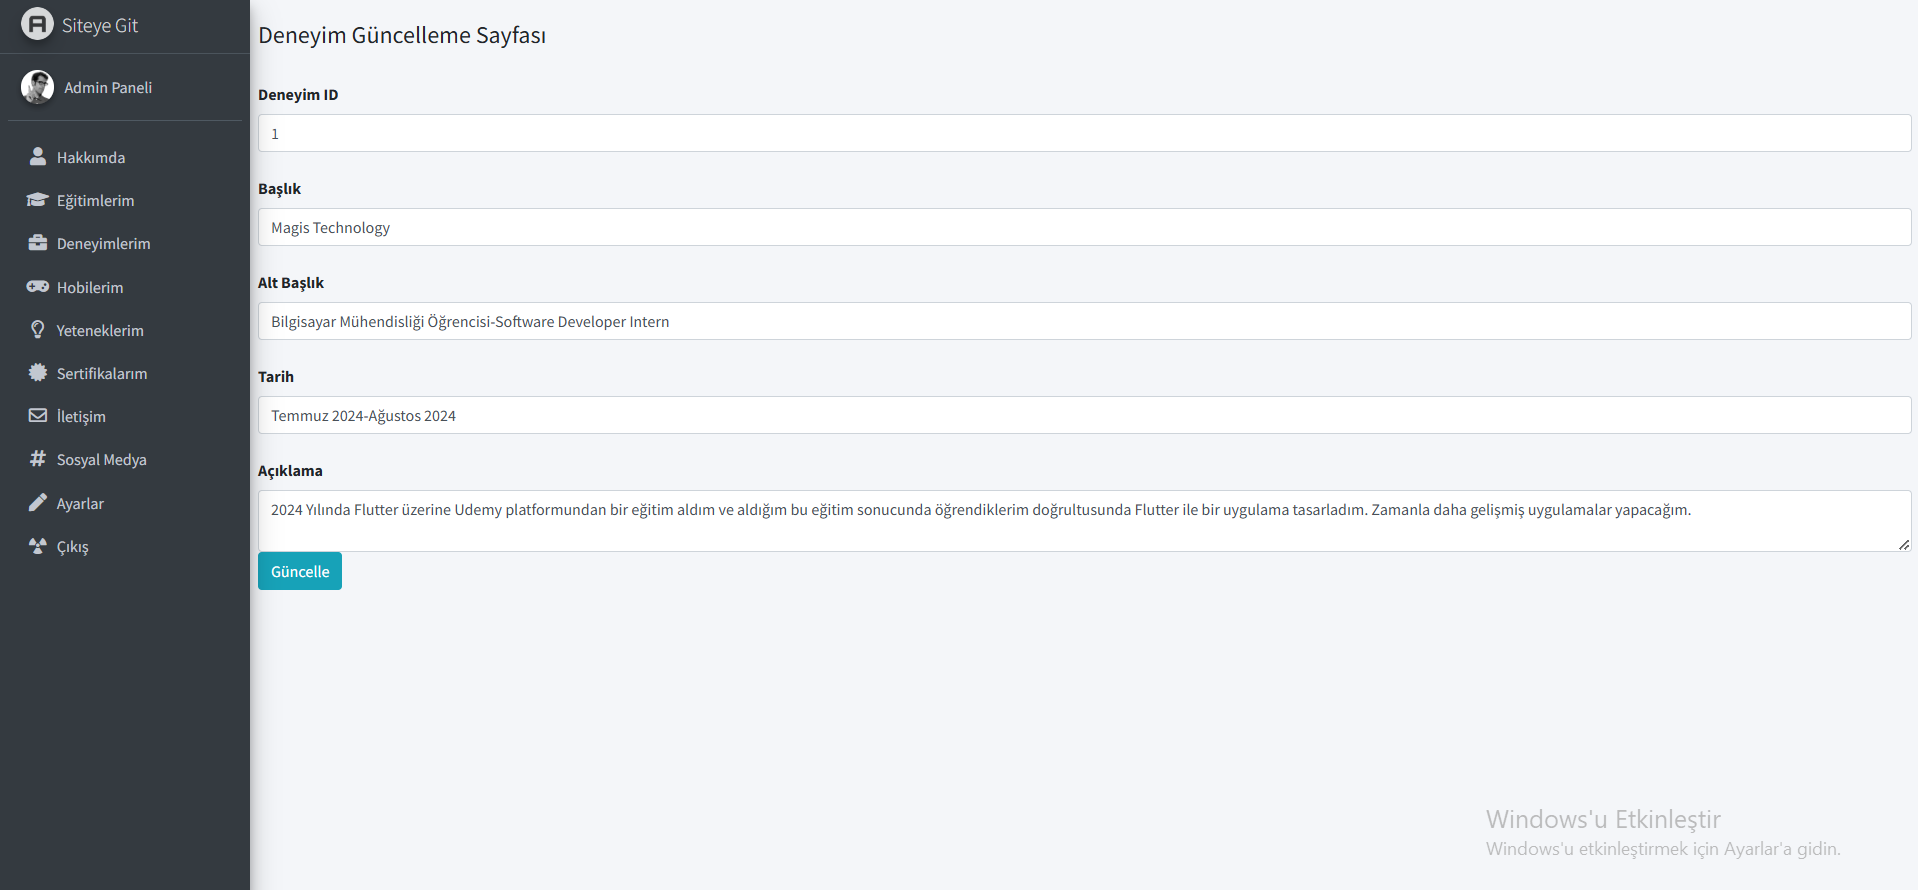 Siteye Git
Admin Paneli
Hakkımda
Eğitimlerim
Deneyimlerim
Hobilerim
Yeteneklerim
Sertifikalarım
İletişim
Sosyal Medya
Ayarlar
Çıkış
Deneyim Güncelleme Sayfası
Deneyim ID
1
Başlık
Magis Technology
Alt Başlık
Bilgisayar Mühendisliği Öğrencisi-Software Developer Intern
Tarih
Temmuz 2024-Ağustos 2024
Açıklama
2024 Yılında Flutter üzerine Udemy platformundan bir eğitim aldım ve aldığım bu eğitim sonucunda öğrendiklerim doğrultusunda Flutter ile bir uygulama tasarladım. Zamanla daha gelişmiş uygulamalar yapacağım.
Güncelle
Windows'u Etkinleştir
Windows'u etkinleştirmek için Ayarlar'a gidin.